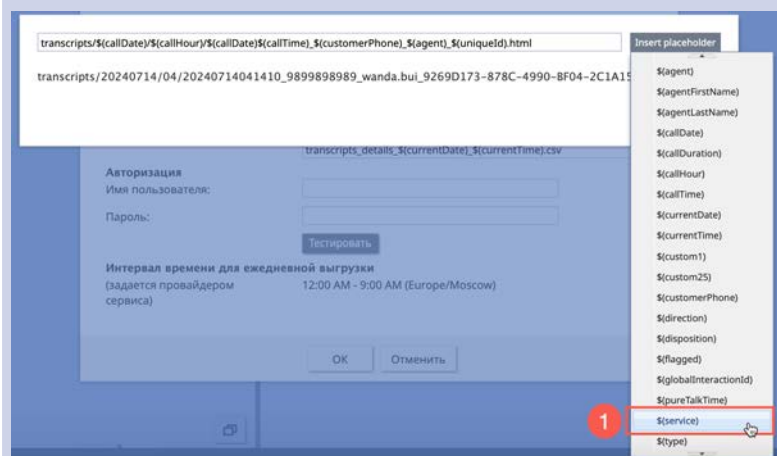 transcripts/$(callDate)/$(callHour)/$(callDate)$(callTime)_$(customerPhone)_$(agent)_$(uniqueId).html
Insert placeholder
transcripts/20240714/04/20240714041410_9899898989_wanda.bui_9269D173-878C-4990-BF04-2C1A15
$(agent)
$(agentFirstName)
$(agentLastName)
$(callDate)
$(callDuration)
$(callHour)
$(callTime)
$(currentDate)
$(currentTime)
$(custom1)
$(custom25)
$(customerPhone)
$(direction)
$(disposition)
$(flagged)
$(globalInteractionId)
$(pureTalkTime)
1
$(service)
$(type)
transcripts_details_$(currentDate)_$(currentTime).csv
Авторизация
Имя пользователя:
Пароль:
Тестировать
Интервал времени для ежедневной выгрузки
(задается провайдером
сервиса)
12:00 AM - 9:00 AM (Europe/Moscow)
ОК
Отменить